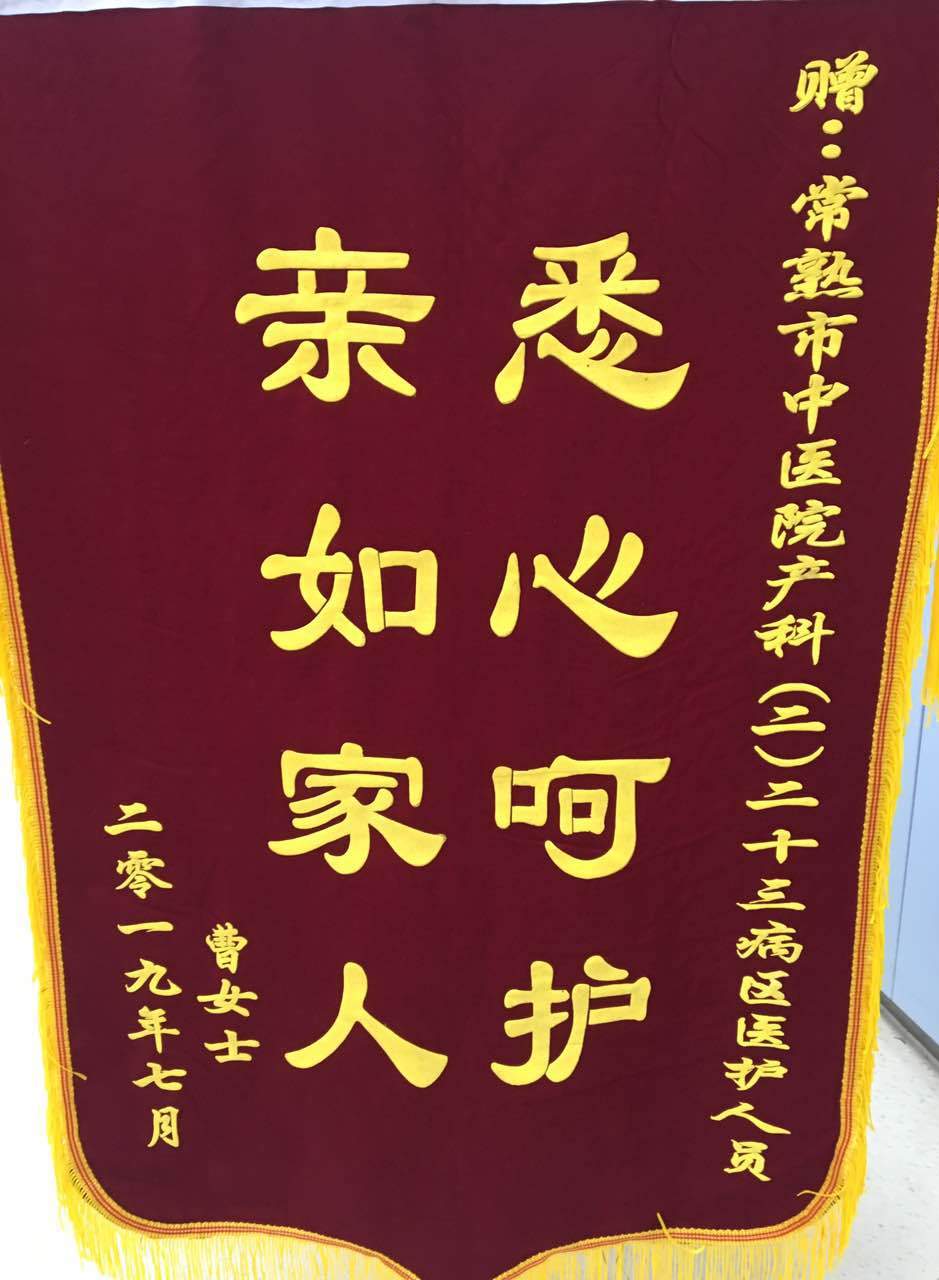 赠：常熟市中医院产科（二）二十三病区医护人员
悉心呵护
亲如家人
曹女士
二零一九年七月